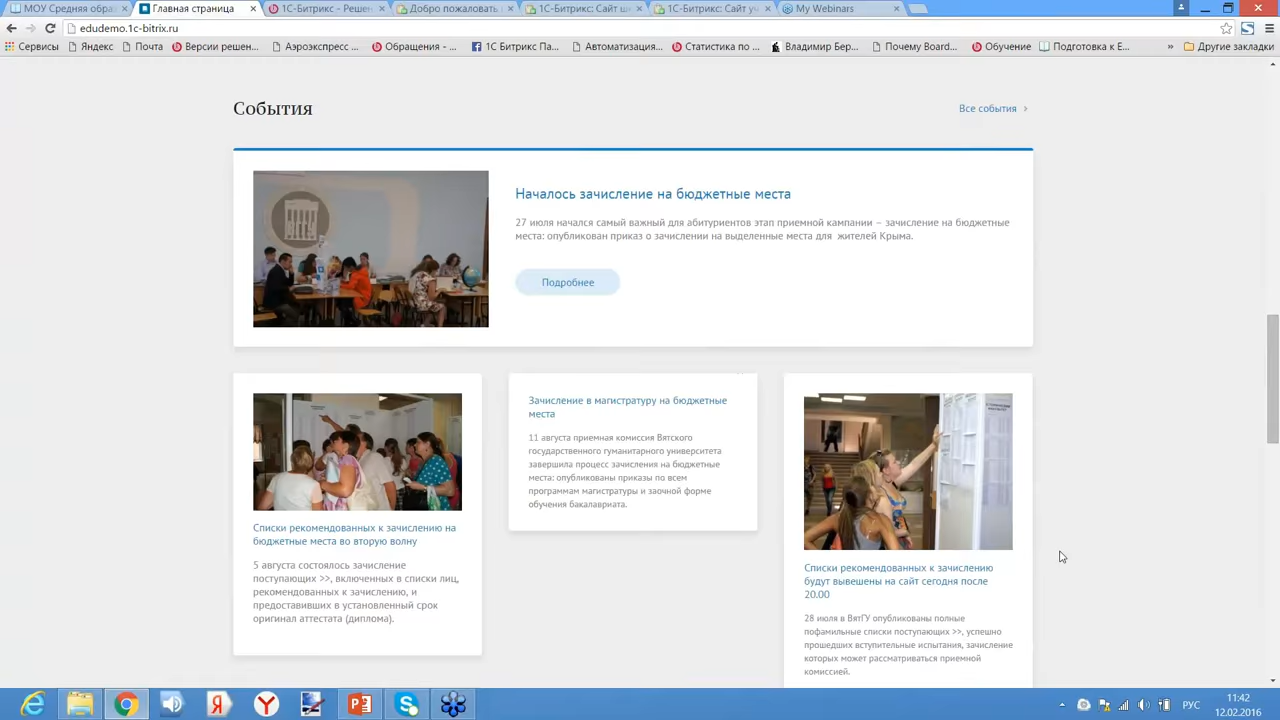 МОУ Средняя обра
Главная страница
1С-Битрикс - Решен
Добро пожаловать
1С-Битрикс: Сайт ш
1С-Битрикс: Сайт уч
My Webinars
edudemo.1c-bitrix.ru
Сервисы
Яндекс
Почта
Версии решен...
Аэроэкспресс ...
Обращения - ...
1С Битрикс Па...
Автоматизация...
Статистика по ...
Владимир Бер...
Почему Board...
Обучение
Подготовка к Е...
»
Другие закладки
События
Все события
Началось зачисление на бюджетные места
27 июля начался самый важный для абитуриентов этап приемной кампании – зачисление на бюджетные
места: опубликован приказ о зачислении на выделенные места для жителей Крыма.
Подробнее
Списки рекомендованных к зачислению на
бюджетные места во вторую волну
5 августа состоялось зачисление
поступающих >>, включенных в списки лиц,
рекомендованных к зачислению, и
предоставивших в установленный срок
оригинал аттестата (диплома).
Зачисление в магистратуру на бюджетные
места
11 августа приемная комиссия Вятского
государственного гуманитарного университета
завершила процесс зачисления на бюджетные
места: опубликованы приказы по всем
программам магистратуры и заочной форме
обучения бакалавриата.
Списки рекомендованных к зачислению
будут вывешены на сайт сегодня после
20.00
28 июля в ВятГУ опубликованы полные
пофамильные списки поступающих >>, успешно
прошедших вступительные испытания, зачисление
которых может рассматриваться приемной
комиссией.
РУС
11:42
12.02.2016